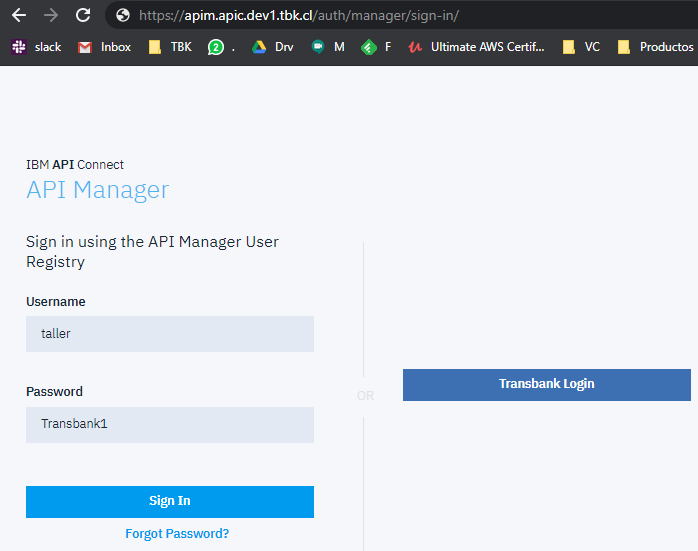 https://apim.apic.dev1.tbk.cl/auth/manager/sign-in/
slack Inbox TBK 2 . Drv M F Ultimate AWS Certif... VC Productos
IBM API Connect
API Manager
Sign in using the API Manager User
Registry
Username
taller
Password
Transbank1
Sign In
Forgot Password?
OR
Transbank Login